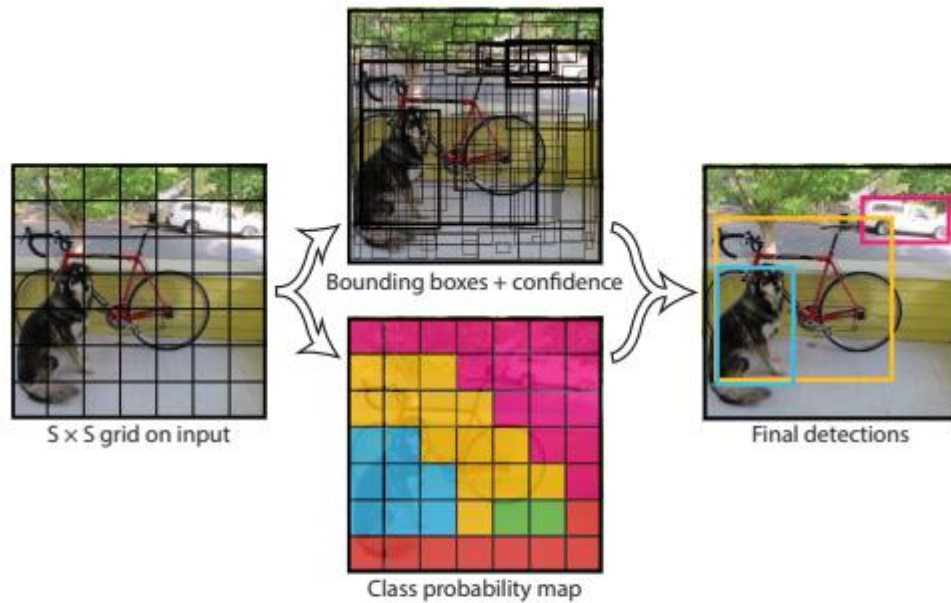 Bounding boxes + confidence
S × S grid on input
Final detections
Class probability map